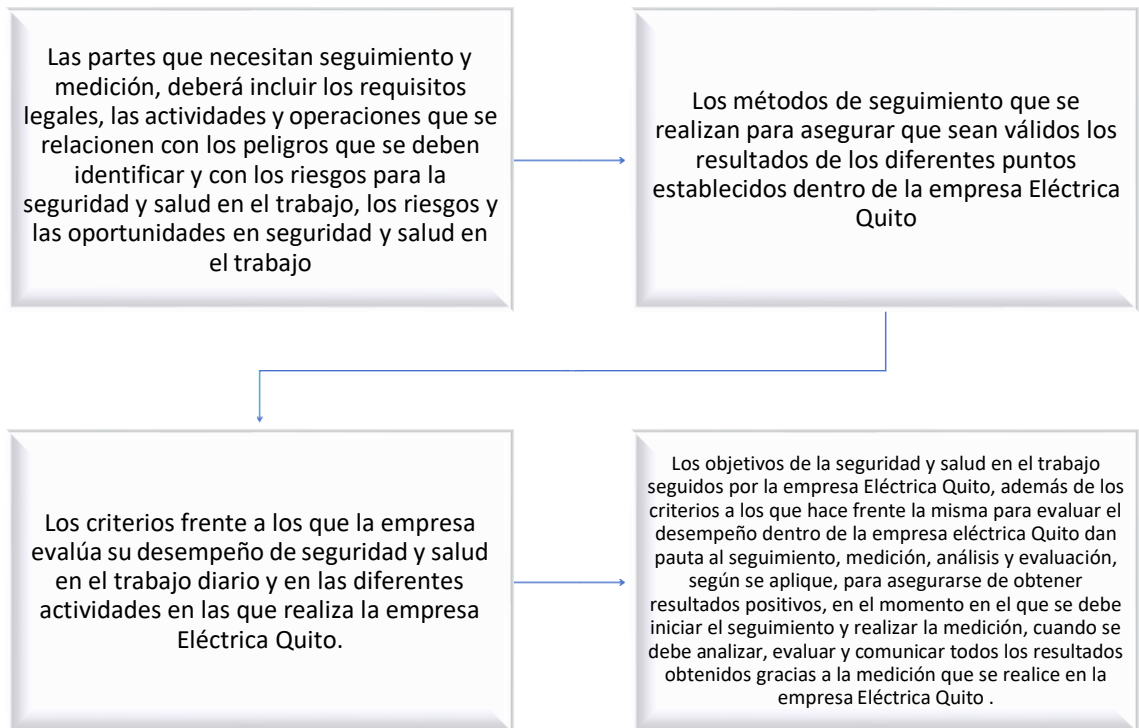 Las partes que necesitan seguimiento y
medición, deberá incluir los requisitos
legales, las actividades y operaciones que se
relacionen con los peligros que se deben
identificar y con los riesgos para la
seguridad y salud en el trabajo, los riesgos y
las oportunidades en seguridad y salud en
el trabajo
Los métodos de seguimiento que se
realizan para asegurar que sean válidos los
resultados de los diferentes puntos
establecidos dentro de la empresa Eléctrica
Quito
Los criterios frente a los que la empresa
evalúa su desempeño de seguridad y salud
en el trabajo diario y en las diferentes
actividades en las que realiza la empresa
Eléctrica Quito.
Los objetivos de la seguridad y salud en el trabajo
seguidos por la empresa Eléctrica Quito, además de los
criterios a los que hace frente la misma para evaluar el
desempeño dentro de la empresa eléctrica Quito dan
pauta al seguimiento, medición, análisis y evaluación,
según se aplique, para asegurarse de obtener
resultados positivos, en el momento en el que se debe
iniciar el seguimiento y realizar la medición, cuando se
debe analizar, evaluar y comunicar todos los resultados
obtenidos gracias a la medición que se realice en la
empresa Eléctrica Quito .